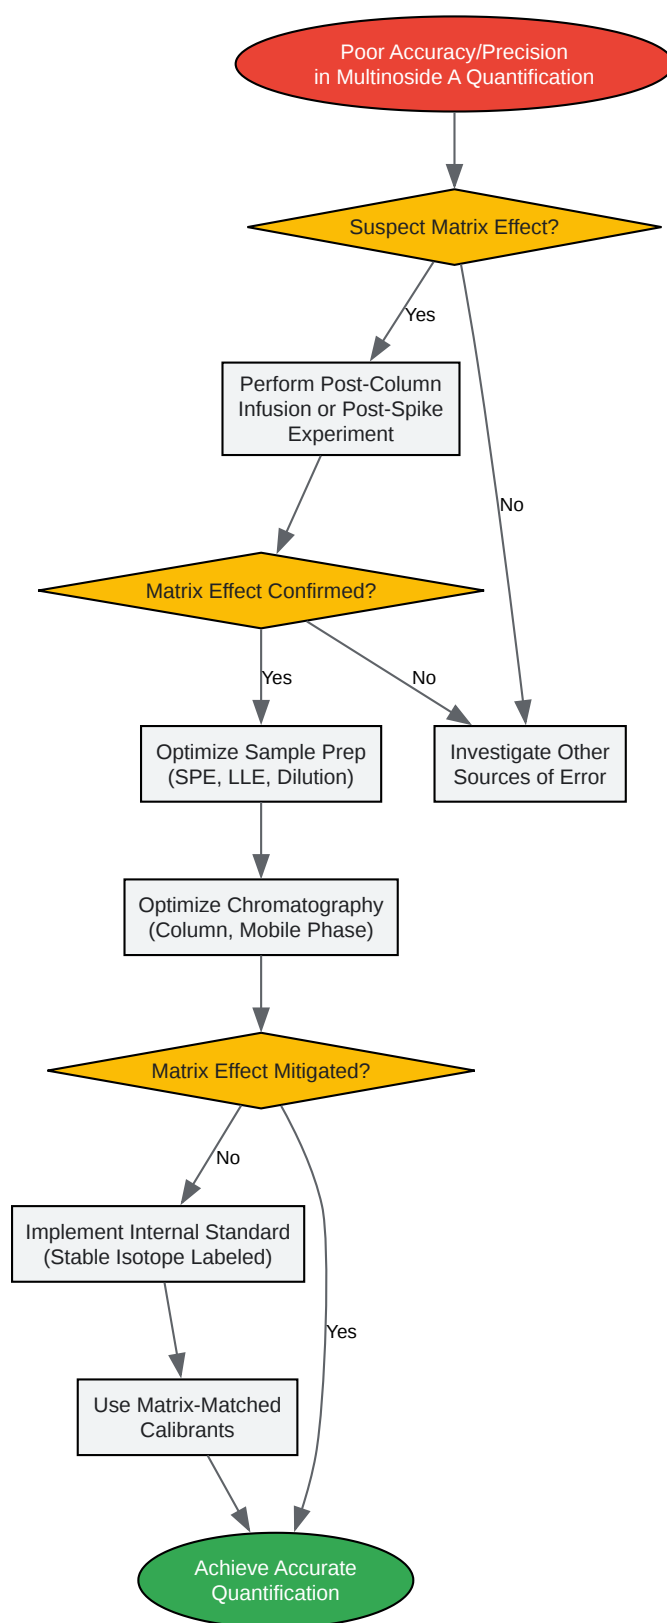 Poor Accuracy/Precision
in Multinoside A Quantification
Suspect Matrix Effect?
Yes
Perform Post-Column
Infusion or Post-Spike
Experiment
No
Matrix Effect Confirmed?
Yes
No
Optimize Sample Prep
(SPE, LLE, Dilution)
Investigate Other
Sources of Error
Optimize Chromatography
(Column, Mobile Phase)
Matrix Effect Mitigated?
No
Implement Internal Standard
(Stable Isotope Labeled)
Yes
Use Matrix-Matched
Calibrants
Achieve Accurate
Quantification